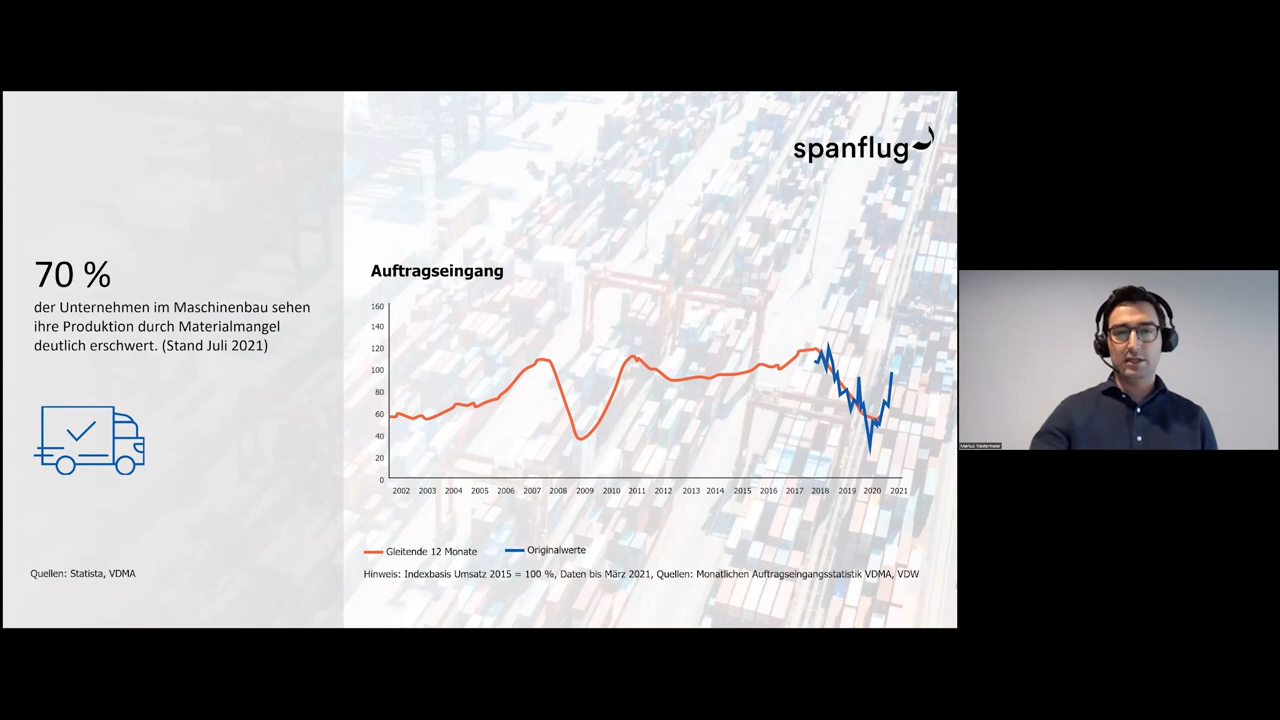 spanflug
70 %
der Unternehmen im Maschinenbau sehen
ihre Produktion durch Materialmangel
deutlich erschwert. (Stand Juli 2021)
Quellen: Statista, VDMA
Auftragseingang
160
140
120
100
80
60
40
20
0
2002 2003 2004 2005 2006 2007 2008 2009 2010 2011 2012 2013 2014 2015 2016 2017 2018 2019 2020 2021
Gleitende 12 Monate
Originalwerte
Hinweis: Indexbasis Umsatz 2015 = 100 %, Daten bis März 2021, Quellen: Monatlichen Auftragseingangsstatistik VDMA, VDW
Markus Westermeier